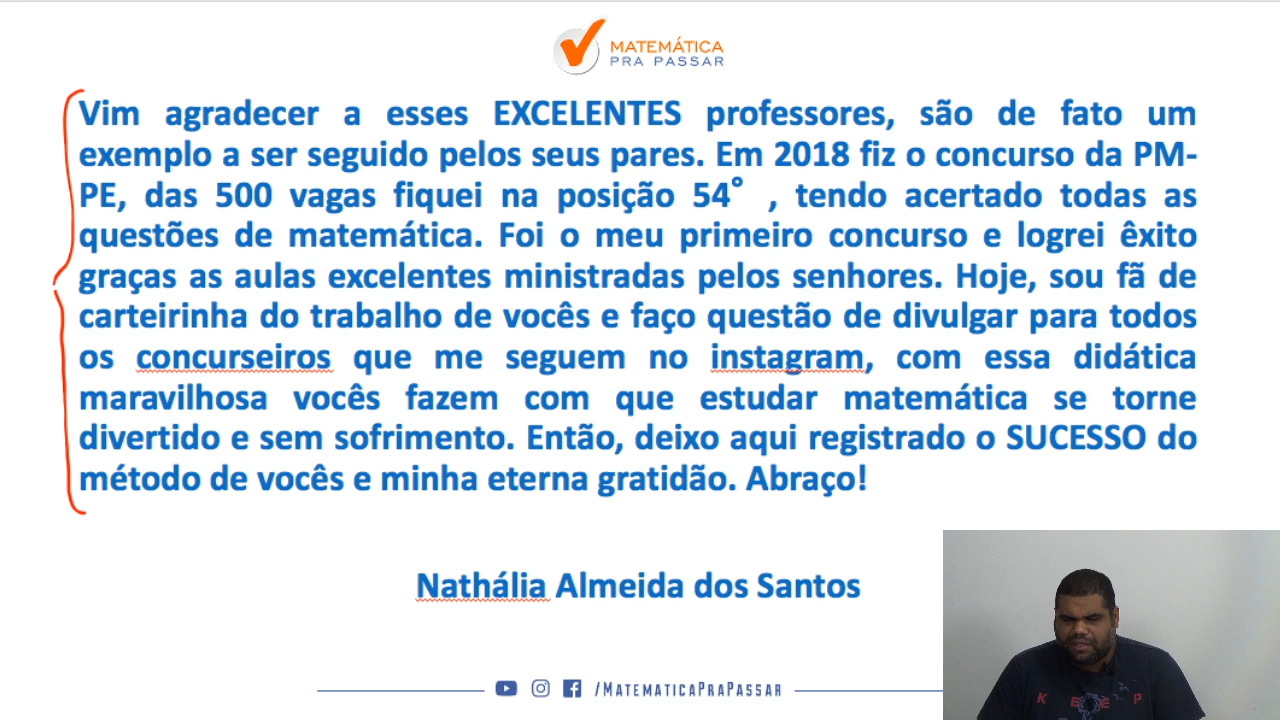 MATEMÁTICA
PRA PASSAR
Vim agradecer a esses EXCELENTES professores, são de fato um
exemplo a ser seguido pelos seus pares. Em 2018 fiz o concurso da PM-
PE, das 500 vagas fiquei na posição 54° , tendo acertado todas as
questões de matemática. Foi o meu primeiro concurso e logrei êxito
graças as aulas excelentes ministradas pelos senhores. Hoje, sou fã de
carteirinha do trabalho de vocês e faço questão de divulgar para todos
os concurseiros que me seguem no instagram, com essa didática
maravilhosa vocês fazem com que estudar matemática se torne
divertido e sem sofrimento. Então, deixo aqui registrado o SUCESSO do
método de vocês e minha eterna gratidão. Abraço!
Nathália Almeida dos Santos
/MATEMATICAPRAPASSAR